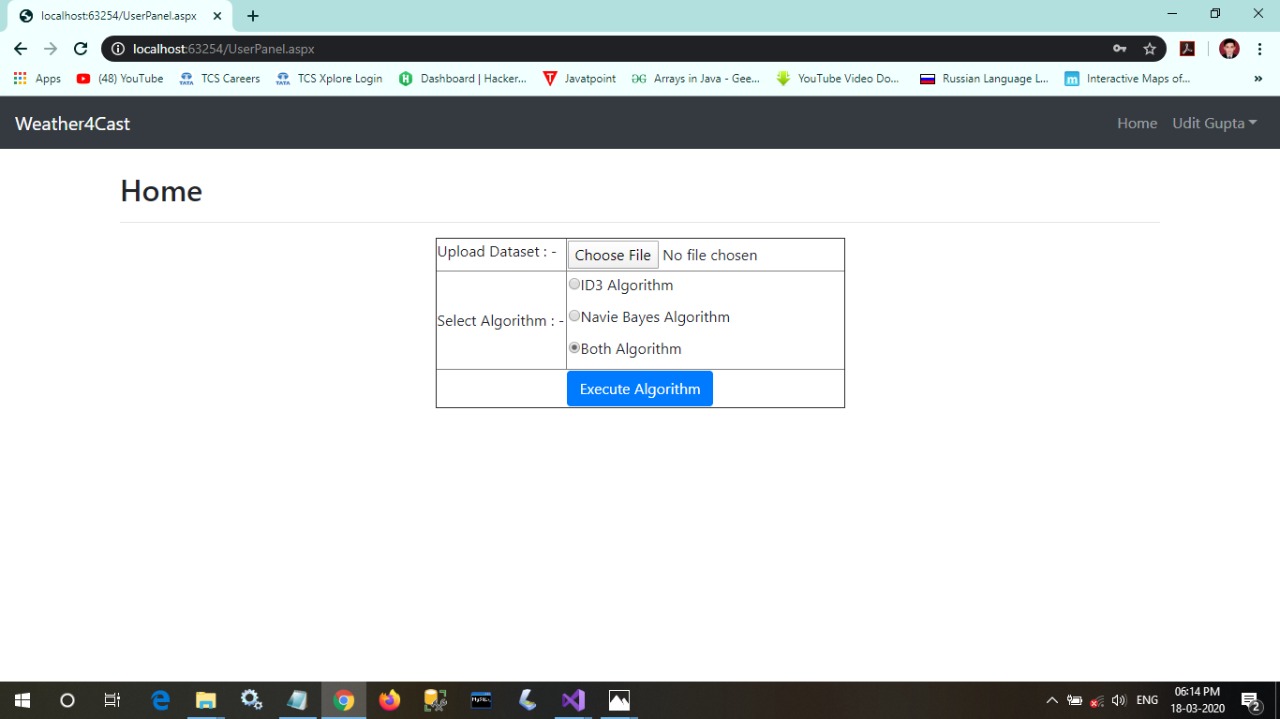 localhost:63254/UserPanel.aspx
localhost:63254/UserPanel.aspx
Apps (48) YouTube TCS Careers TCS Xplore Login Dashboard | Hacker... Javatpoint Arrays in Java - Gee... YouTube Video Do... Russian Language L... Interactive Maps of... »
Weather4Cast Home Udit Gupta
Home
Upload Dataset : - Choose File No file chosen
ID3 Algorithm
Select Algorithm : - Navie Bayes Algorithm
Both Algorithm
Execute Algorithm
06:14 PM
ENG
18-03-2020
2